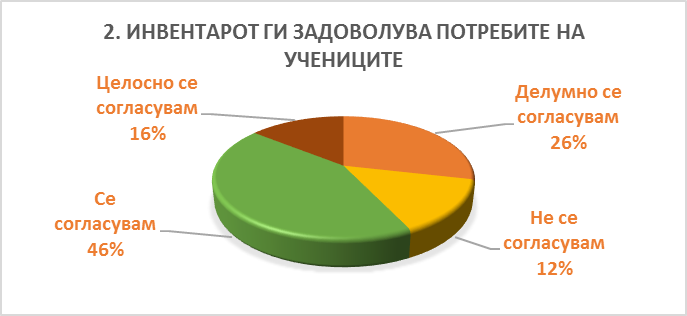 2. ИНВЕНТАРОТ ГИ ЗАДОВОЛУВА ПОТРЕБИТЕ НА
УЧЕНИЦИТЕ
Целосно се
согласувам
16%
Делумно се
согласувам
26%
Се
согласувам
46%
Не се
согласувам
12%